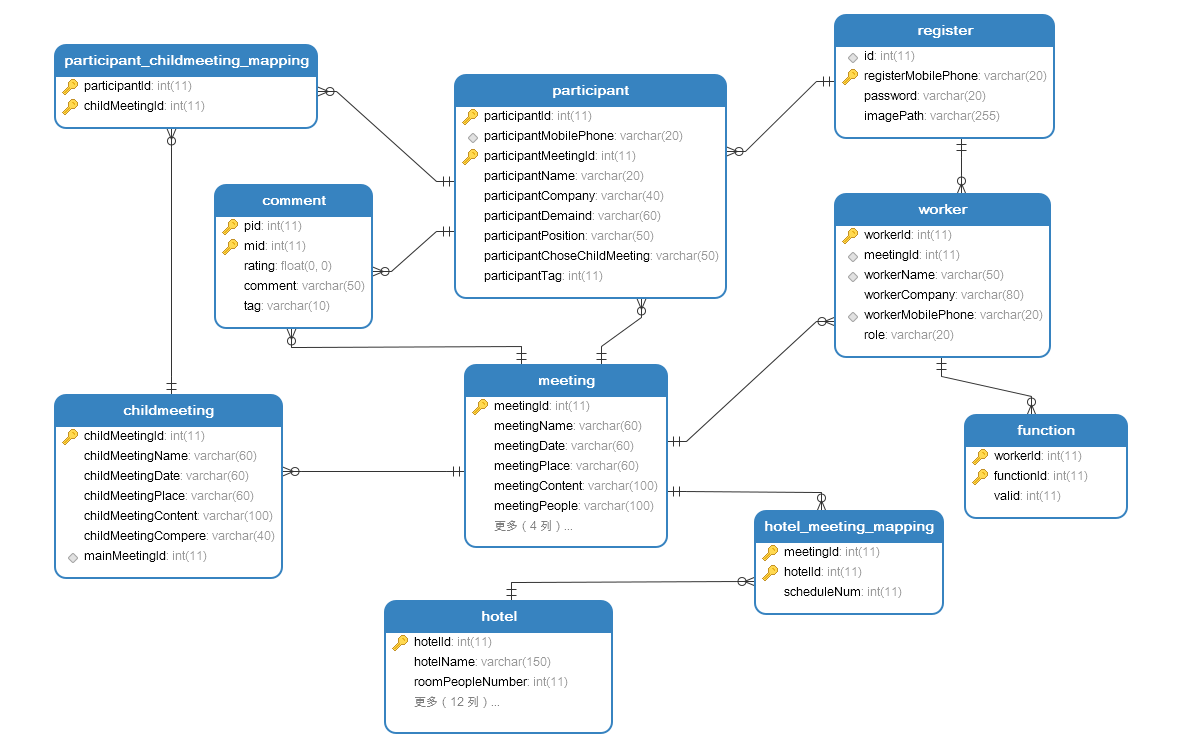 participant_childmeeting_mapping
participantId: int(11)
childMeetingId: int(11)
participant
participantId: int(11)
participantMobilePhone: varchar(20)
participantMeetingId: int(11)
participantName: varchar(20)
participantCompany: varchar(40)
participantDemaind: varchar(60)
participantPosition: varchar(50)
participantChoseChildMeeting: varchar(50)
participantTag: int(11)
register
id: int(11)
registerMobilePhone: varchar(20)
password: varchar(20)
imagePath: varchar(255)
comment
pid: int(11)
mid: int(11)
rating: float(0, 0)
comment: varchar(50)
tag: varchar(10)
worker
workerId: int(11)
meetingId: int(11)
workerName: varchar(50)
workerCompany: varchar(80)
workerMobilePhone: varchar(20)
role: varchar(20)
childmeeting
childMeetingId: int(11)
childMeetingName: varchar(60)
childMeetingDate: varchar(60)
childMeetingPlace: varchar(60)
childMeetingContent: varchar(100)
childMeetingCompere: varchar(40)
mainMeetingId: int(11)
meeting
meetingId: int(11)
meetingName: varchar(60)
meetingDate: varchar(60)
meetingPlace: varchar(60)
meetingContent: varchar(100)
meetingPeople: varchar(100)
更多（4 列）...
function
workerId: int(11)
functionId: int(11)
valid: int(11)
hotel_meeting_mapping
meetingId: int(11)
hotelId: int(11)
scheduleNum: int(11)
hotel
hotelId: int(11)
hotelName: varchar(150)
roomPeopleNumber: int(11)
更多（12 列）...